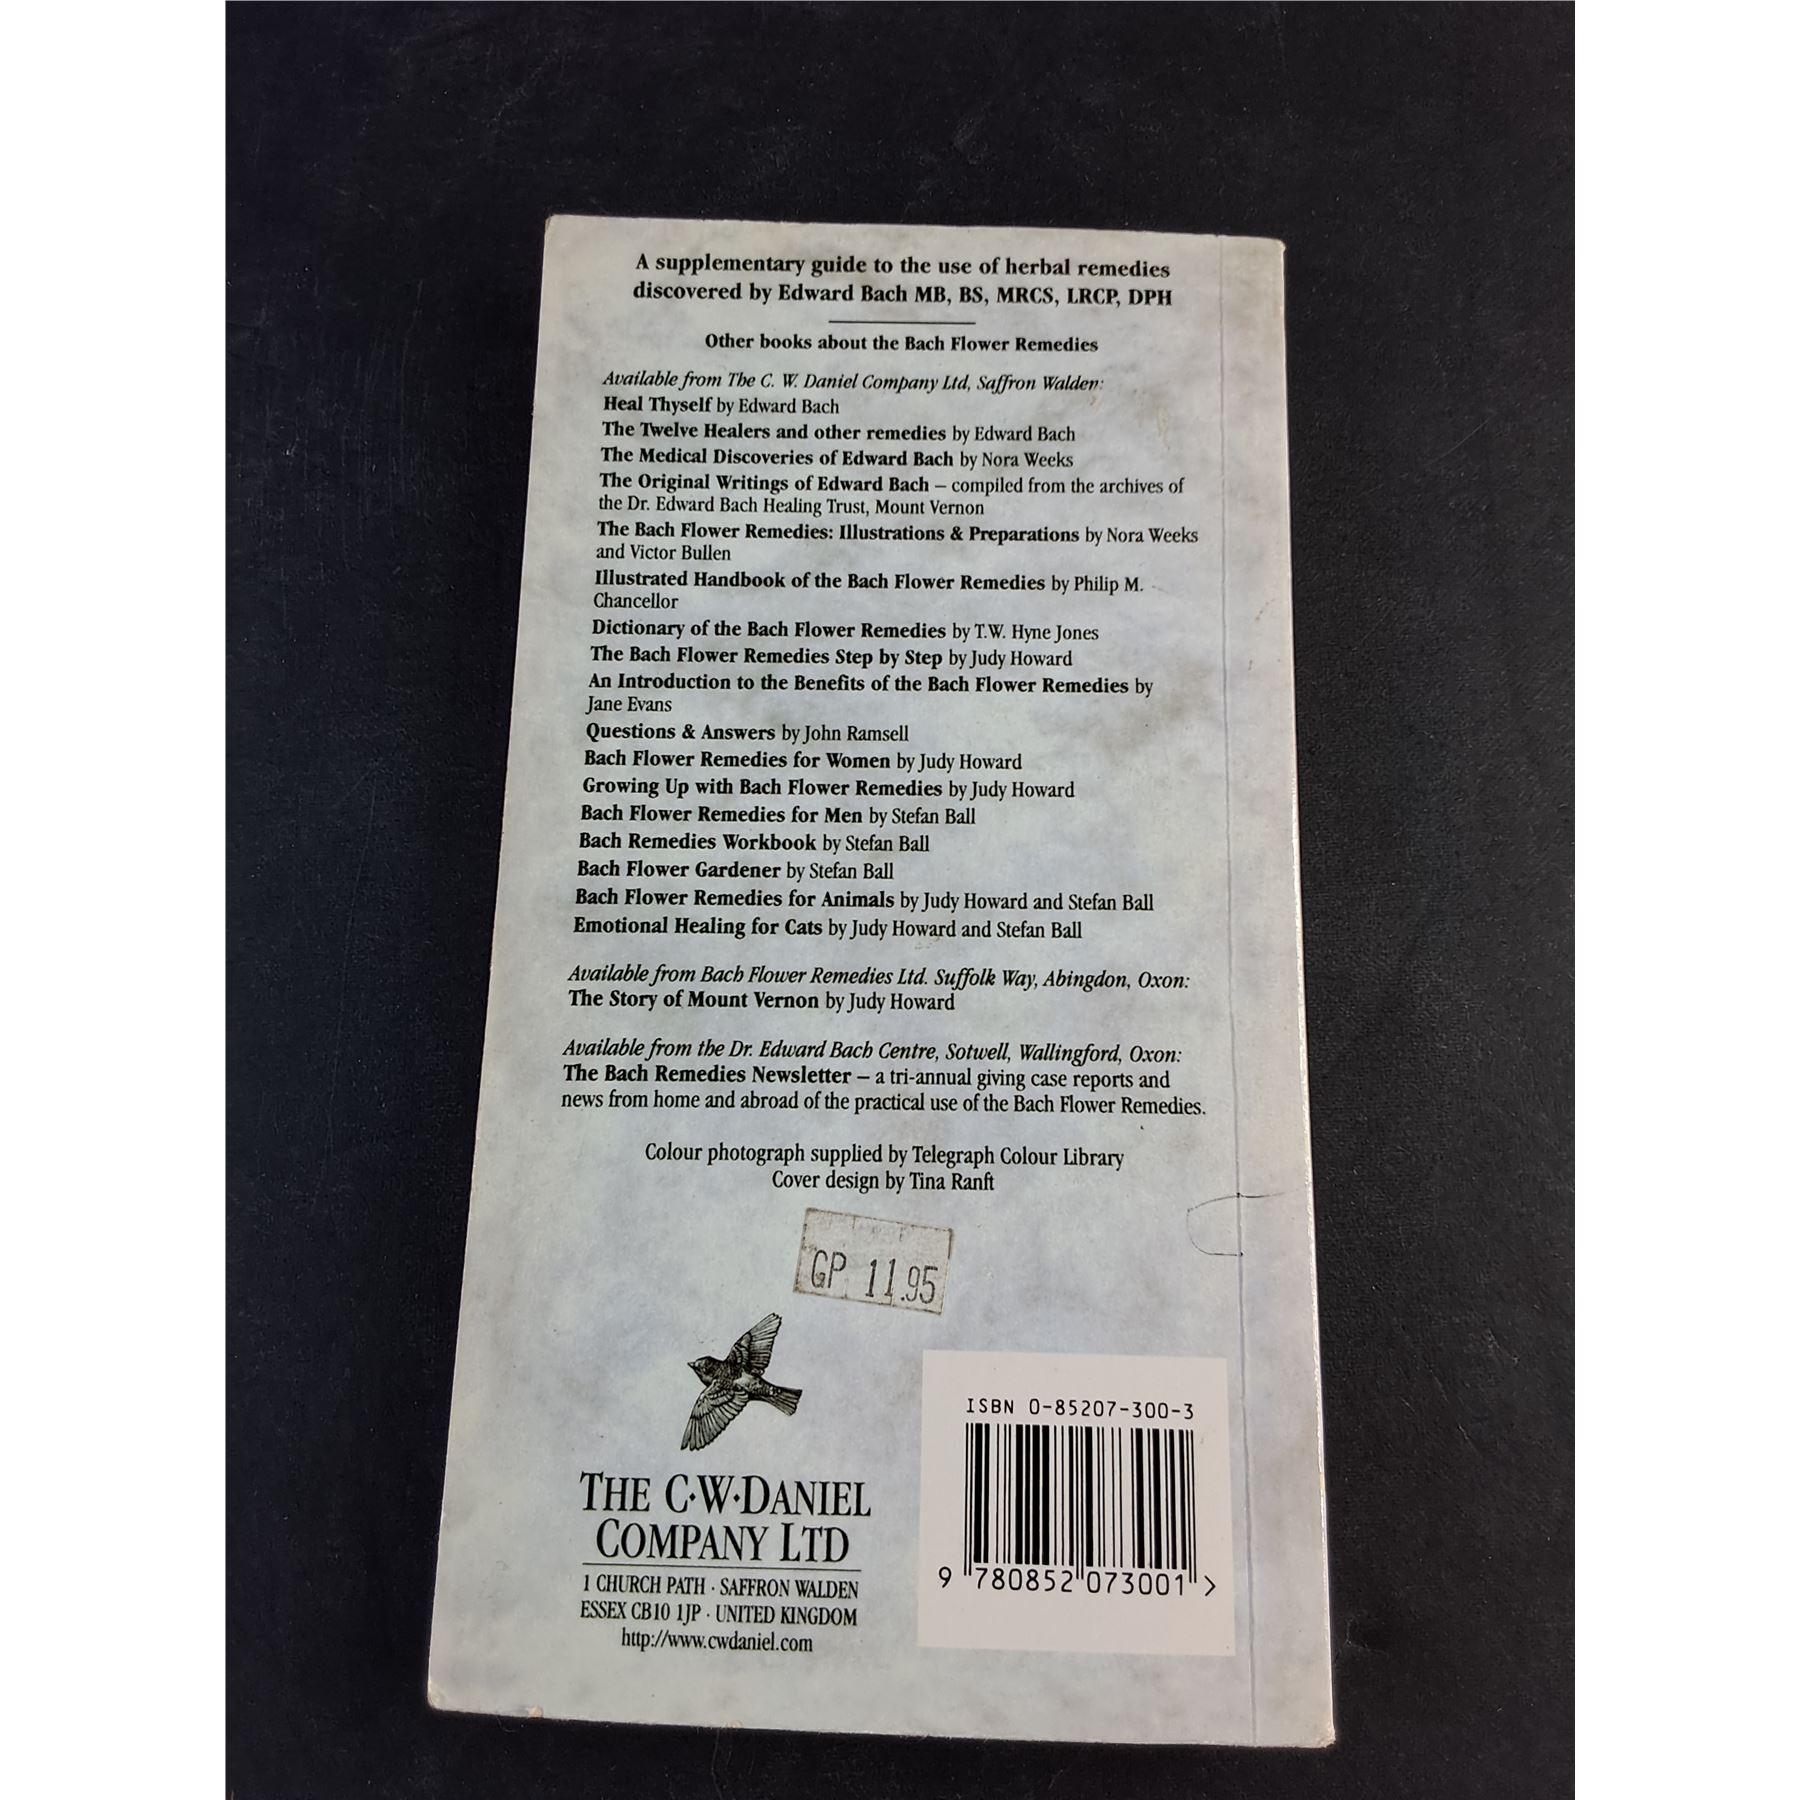 A supplementary guide to the use of herbal remedies
discovered by Edward Bach MB, BS, MRCS, LRCP, DPH
Other books about the Bach Flower Remedies
Available from The C. W. Daniel Company Ltd, Saffron Walden:
Heal Thyself by Edward Bach
The Twelve Healers and other remedies by Edward Bach
The Medical Discoveries of Edward Bach by Nora Weeks
The Original Writings of Edward Bach – compiled from the archives of
the Dr. Edward Bach Healing Trust, Mount Vernon
The Bach Flower Remedies: Illustrations & Preparations by Nora Weeks
and Victor Bullen
Illustrated Handbook of the Bach Flower Remedies by Philip M.
Chancellor
Dictionary of the Bach Flower Remedies by T.W. Hyne Jones
The Bach Flower Remedies Step by Step by Judy Howard
An Introduction to the Benefits of the Bach Flower Remedies by
Jane Evans
Questions & Answers by John Ramsell
Bach Flower Remedies for Women by Judy Howard
Growing Up with Bach Flower Remedies by Judy Howard
Bach Flower Remedies for Men by Stefan Ball
Bach Remedies Workbook by Stefan Ball
Bach Flower Gardener by Stefan Ball
Bach Flower Remedies for Animals by Judy Howard and Stefan Ball
Emotional Healing for Cats by Judy Howard and Stefan Ball
Available from Bach Flower Remedies Ltd. Suffolk Way, Abingdon, Oxon:
The Story of Mount Vernon by Judy Howard
Available from the Dr. Edward Bach Centre, Sotwell, Wallingford, Oxon:
The Bach Remedies Newsletter – a tri-annual giving case reports and
news from home and abroad of the practical use of the Bach Flower Remedies.
Colour photograph supplied by Telegraph Colour Library
Cover design by Tina Ranft
GP 11.95
THE C·W·DANIEL
COMPANY LTD
1 CHURCH PATH · SAFFRON WALDEN
ESSEX CB10 1JP · UNITED KINGDOM
http://www.cwdaniel.com
ISBN 0-85207-300-3
9 780852 073001 >